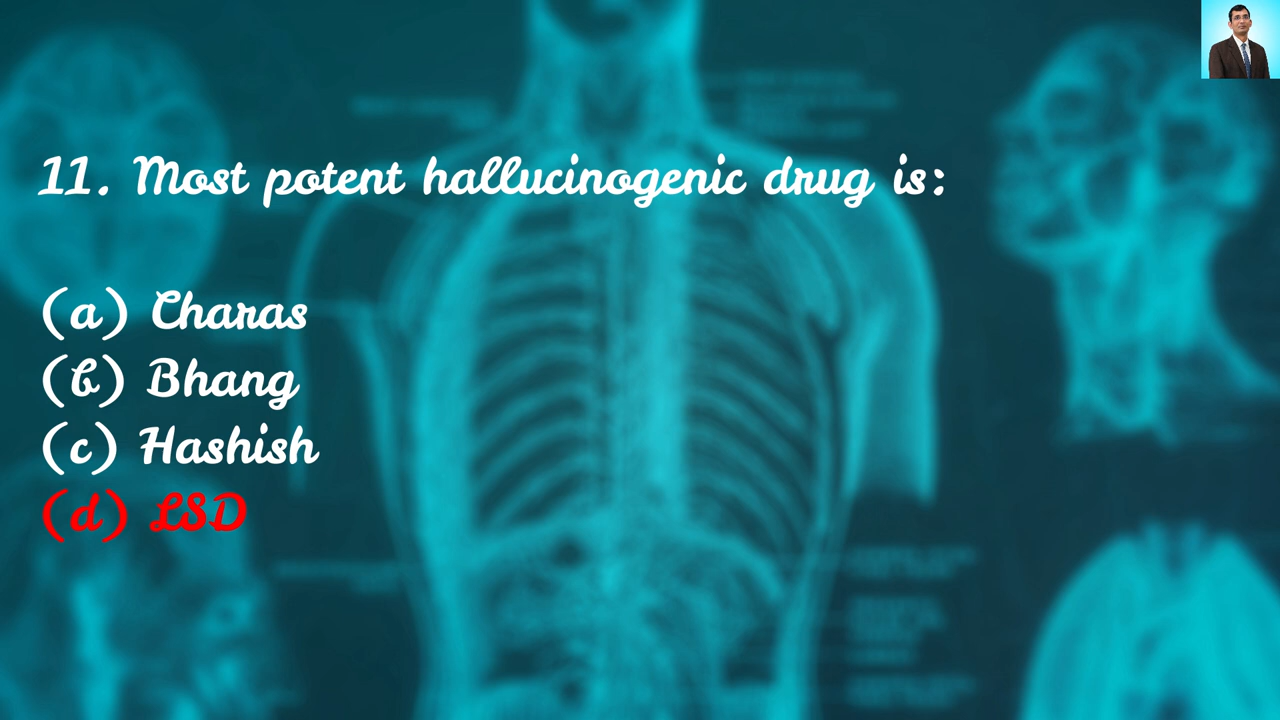 11. Most potent hallucinogenic drug is:
(a) Charas
(b) Bhang
(c) Hashish
(d) LSD